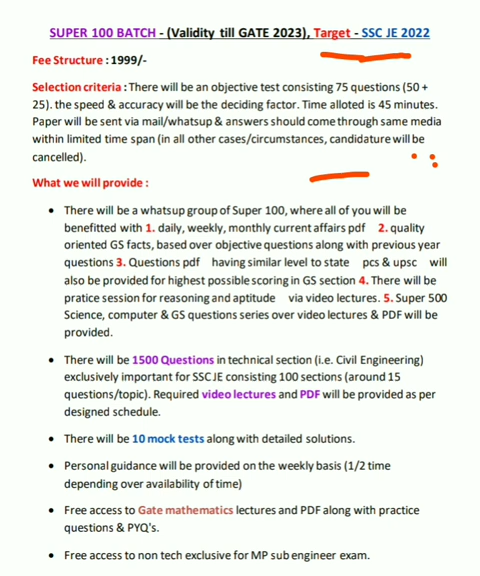 SUPER 100 BATCH - (Validity till GATE 2023), Target - SSC JE 2022
Fee Structure : 1999/-
Selection criteria : There will be an objective test consisting 75 questions (50 +
25). the speed & accuracy will be the deciding factor. Time alloted is 45 minutes.
Paper will be sent via mail/whatsup & answers should come through same media
within limited time span (in all other cases/circumstances, candidature will be
cancelled).
What we will provide :
• There will be a whatsup group of Super 100, where all of you will be
benefitted with 1. daily, weekly, monthly current affairs pdf 2. quality
oriented GS facts, based over objective questions along with previous year
questions 3. Questions pdf having similar level to state pcs & upsc will
also be provided for highest possible scoring in GS section 4. There will be
pratice session for reasoning and aptitude via video lectures. 5. Super 500
Science, computer & GS questions series over video lectures & PDF will be
provided.
• There will be 1500 Questions in technical section (i.e. Civil Engineering)
exclusively important for SSC JE consisting 100 sections (around 15
questions/topic). Required video lectures and PDF will be provided as per
designed schedule.
• There will be 10 mock tests along with detailed solutions.
• Personal guidance will be provided on the weekly basis (1/2 time
depending over availability of time)
• Free access to Gate mathematics lectures and PDF along with practice
questions & PYQ's.
• Free access to non tech exclusive for MP sub engineer exam.